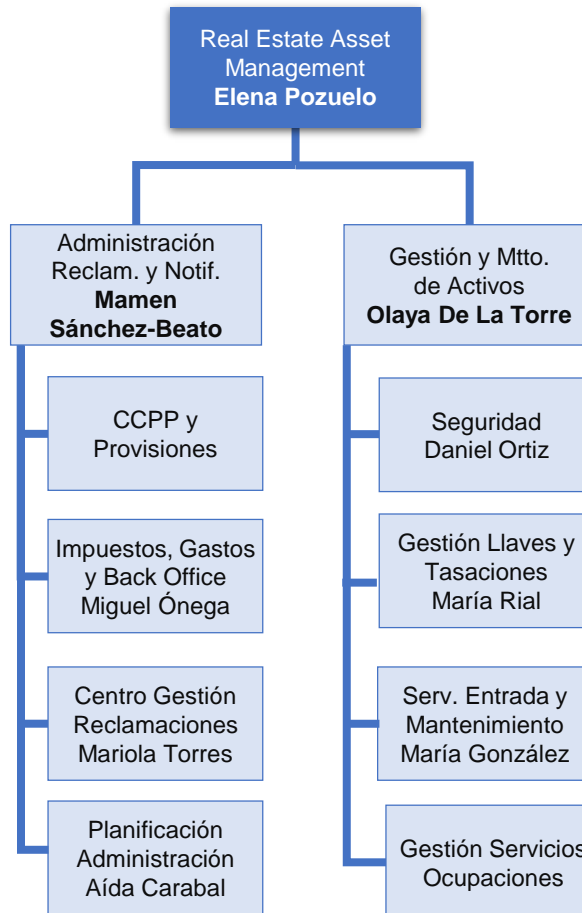 Real Estate Asset
Management
Elena Pozuelo
Administración
Reclam. y Notif.
Mamen
Sánchez-Beato
CCPP y
Provisiones
Impuestos, Gastos
y Back Office
Miguel Ónega
Centro Gestión
Reclamaciones
Mariola Torres
Planificación
Administración
Aída Carabal
Gestión y Mtto.
de Activos
Olaya De La Torre
Seguridad
Daniel Ortiz
Gestión Llaves y
Tasaciones
María Rial
Serv. Entrada y
Mantenimiento
María González
Gestión Servicios
Ocupaciones